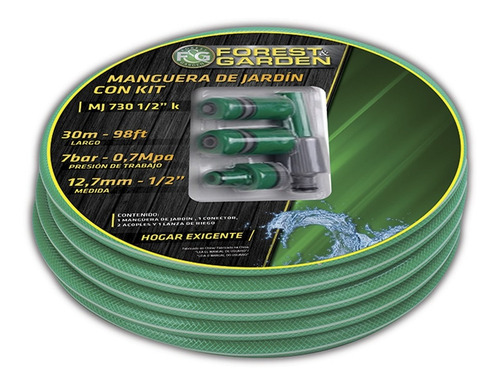 FOREST&
GARDEN
F&G
MANGUERA DE JARDÍN
CON KIT
MJ 730 1/2" k
30m - 98ft
LARGO
7bar - 0,7Mpa
PRESIÓN DE TRABAJO
12,7mm - 1/2"
MEDIDA
CONTENIDO:
1 MANGUERA DE JARDÍN, 1 CONECTOR,
2 ACOPLES Y 1 LANZA DE RIEGO
HOGAR EXIGENTE